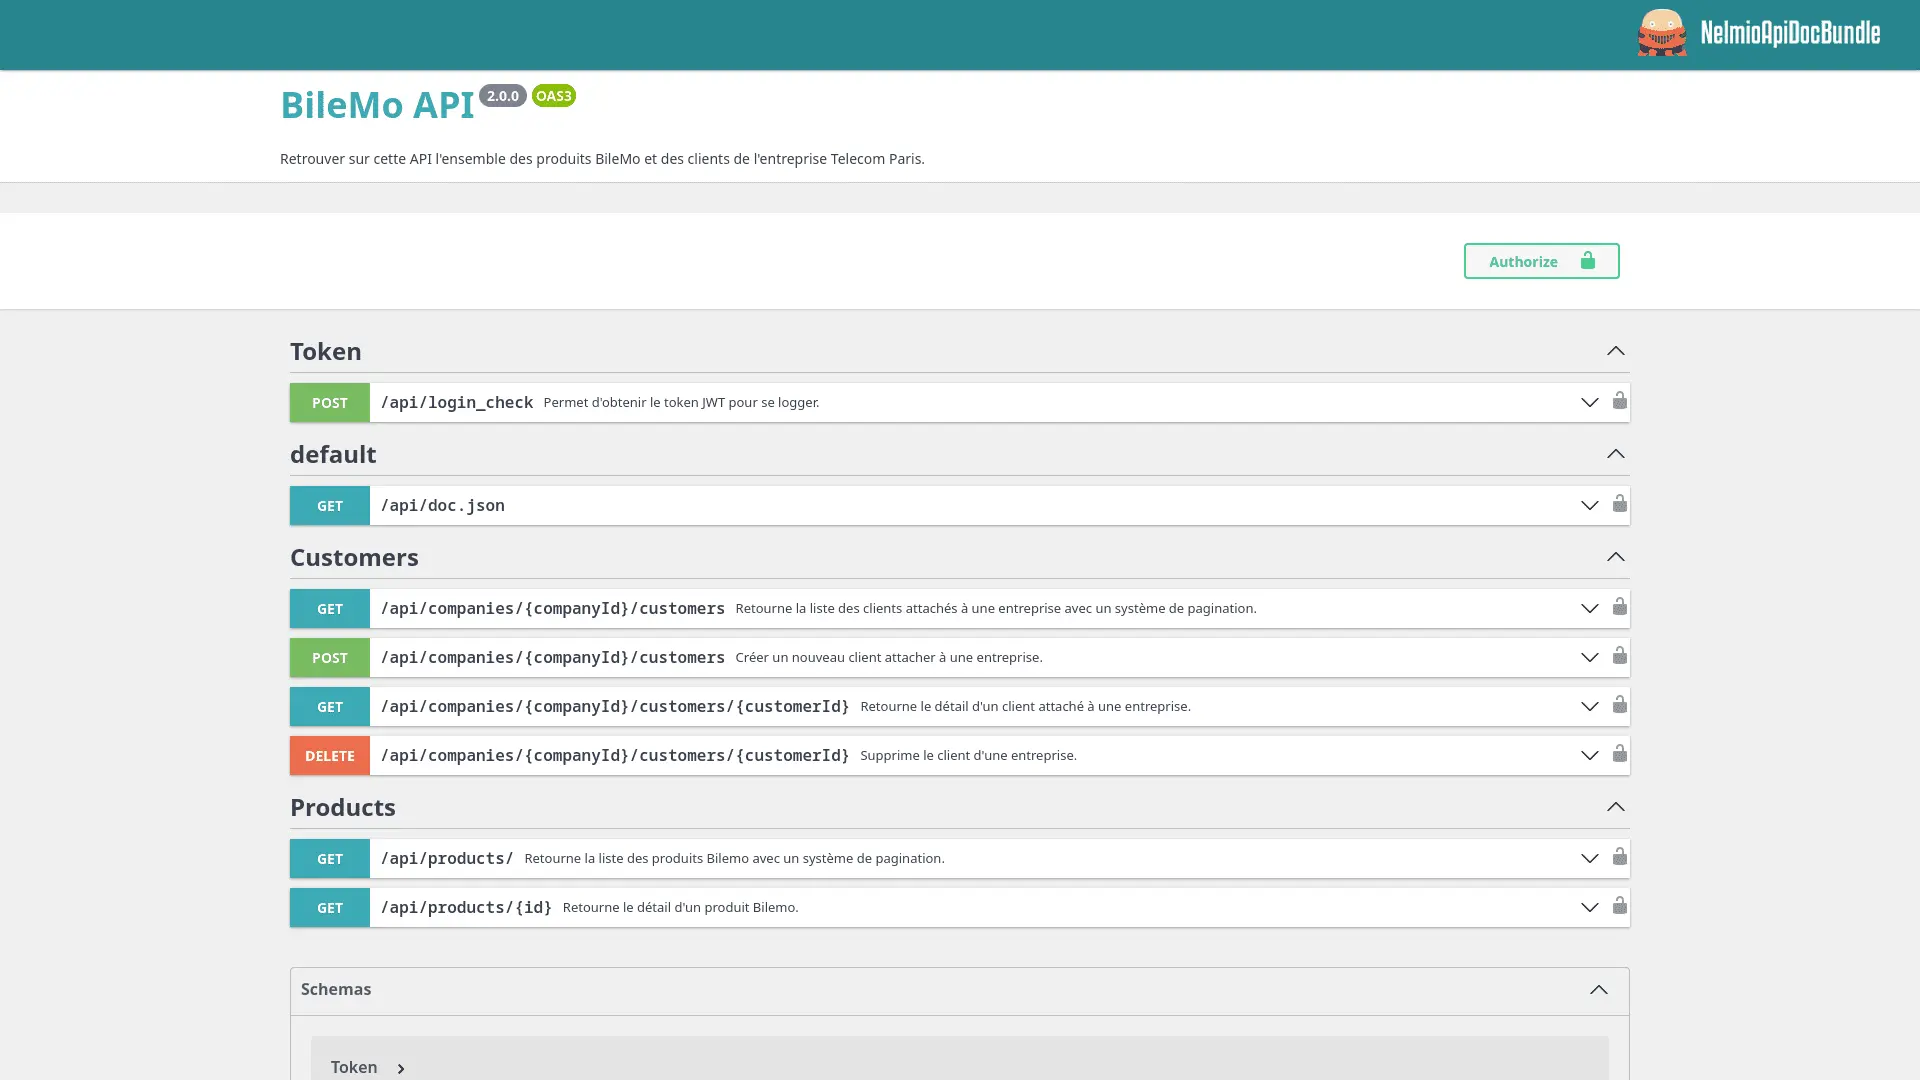 NelmioApiDocBundle
BileMo API 2.0.0 OAS3
Retrouver sur cette API l'ensemble des produits BileMo et des clients de l'entreprise Telecom Paris.
Authorize
Token
POST /api/login_check Permet d'obtenir le token JWT pour se logger.
default
GET /api/doc.json
Customers
GET /api/companies/{companyId}/customers Retourne la liste des clients attachés à une entreprise avec un système de pagination.
POST /api/companies/{companyId}/customers Créer un nouveau client attacher à une entreprise.
GET /api/companies/{companyId}/customers/{customerId} Retourne le détail d'un client attaché à une entreprise.
DELETE /api/companies/{companyId}/customers/{customerId} Supprime le client d'une entreprise.
Products
GET /api/products/ Retourne la liste des produits Bilemo avec un système de pagination.
GET /api/products/{id} Retourne le détail d'un produit Bilemo.
Schemas
Token